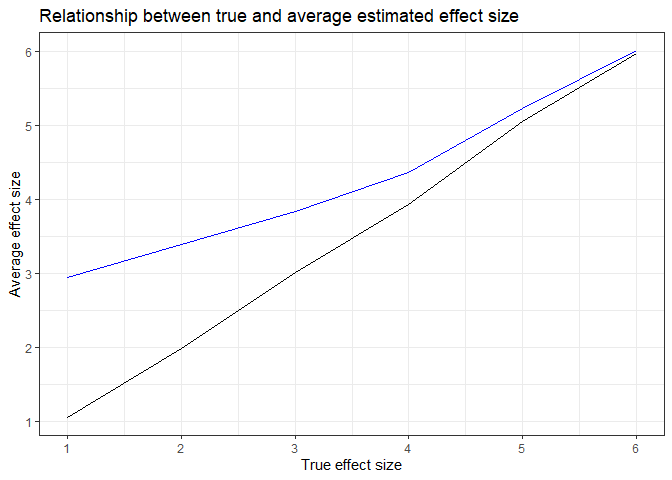 Relationship between true and average estimated effect size
Average effect size
6
5
4
3
2
1
1 2 3 4 5 6
True effect size